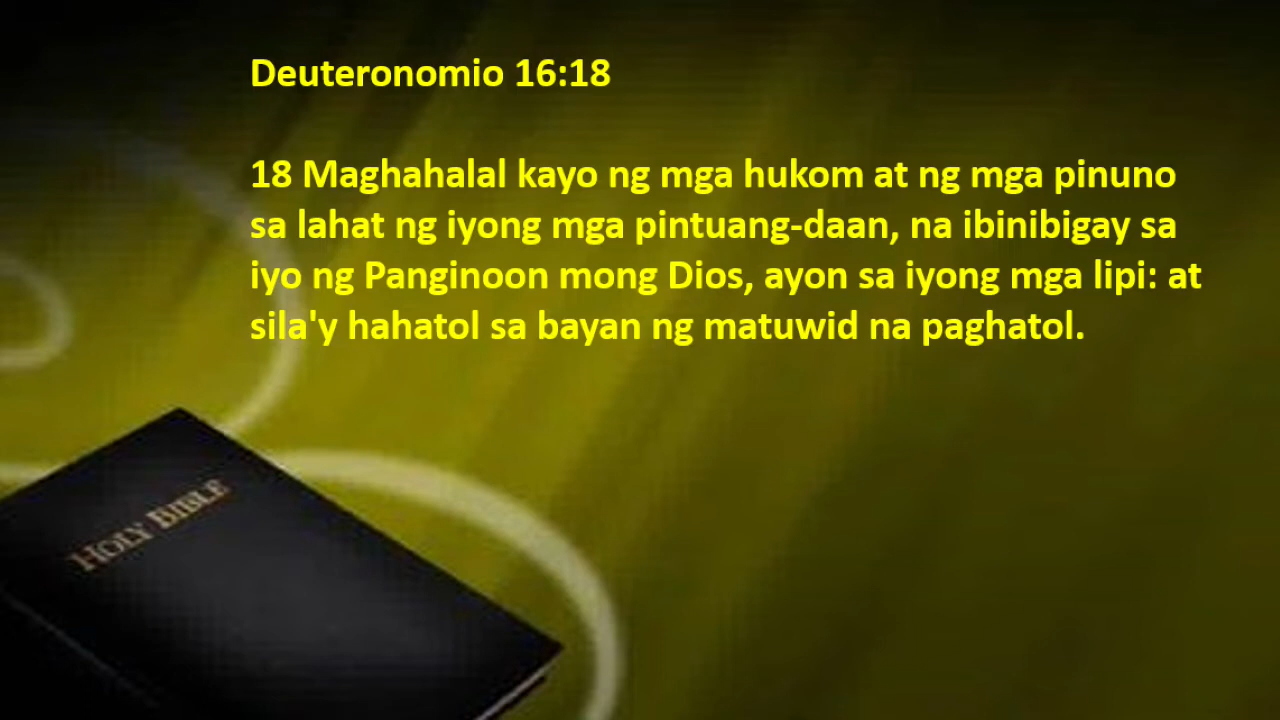 Deuteronomio 16:18
18 Maghahalal kayo ng mga hukom at ng mga pinuno
sa lahat ng iyong mga pintuang-daan, na ibinibigay sa
iyo ng Panginoon mong Dios, ayon sa iyong mga lipi: at
sila'y hahatol sa bayan ng matuwid na paghatol.
HOLY BIBLE